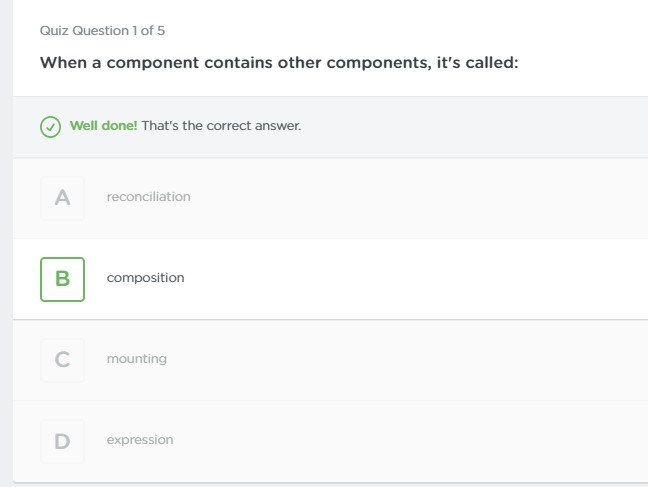 Quiz Question 1 of 5
When a component contains other components, it's called:
Well done! That's the correct answer.
A reconciliation
B composition
C mounting
D expression